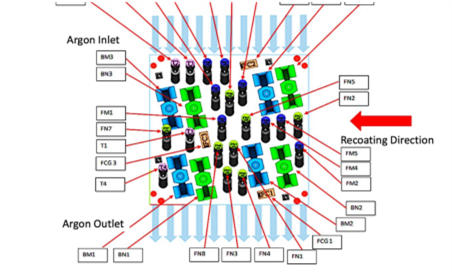 Argon Inlet
BM3
BN3
FN5
FN2
FM1
FN7
T1
FCG 3
T4
Recoating Direction
FM5
FM4
FM2
BN2
BM2
Argon Outlet
FCG 1
BM1
BN1
FN8
FN3
FN4
FN1